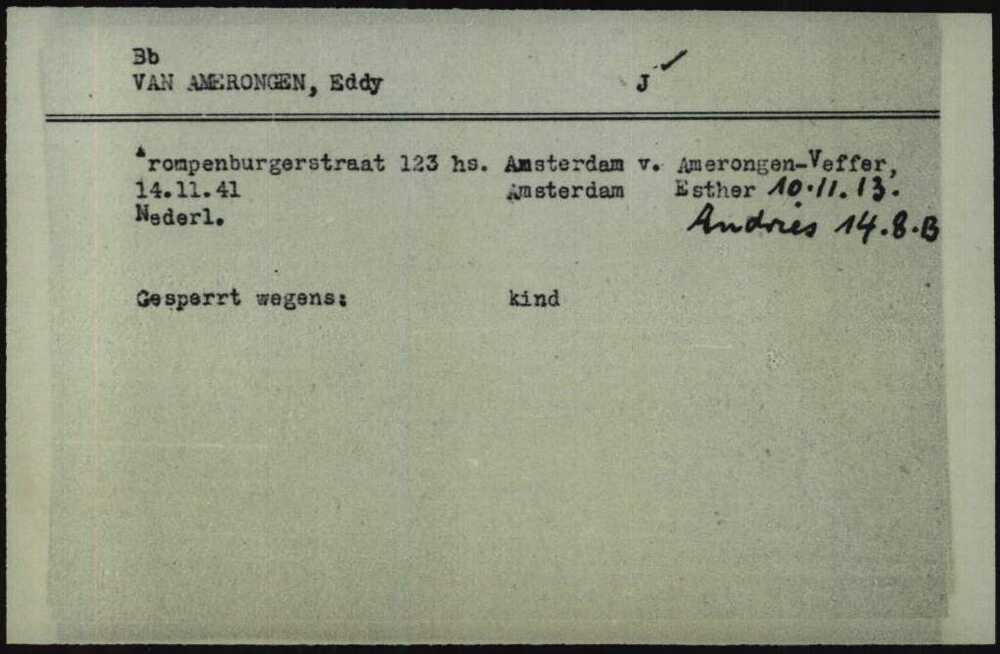 Bb
VAN AMERONGEN, Eddy J ✓
Trompenburgerstraat 123 hs. Amsterdam v. Amerongen-Veffer,
14.11.41 Amsterdam Esther 10.11.13.
Nederl. Andries 14.8.13
Gesperrt wegens: kind